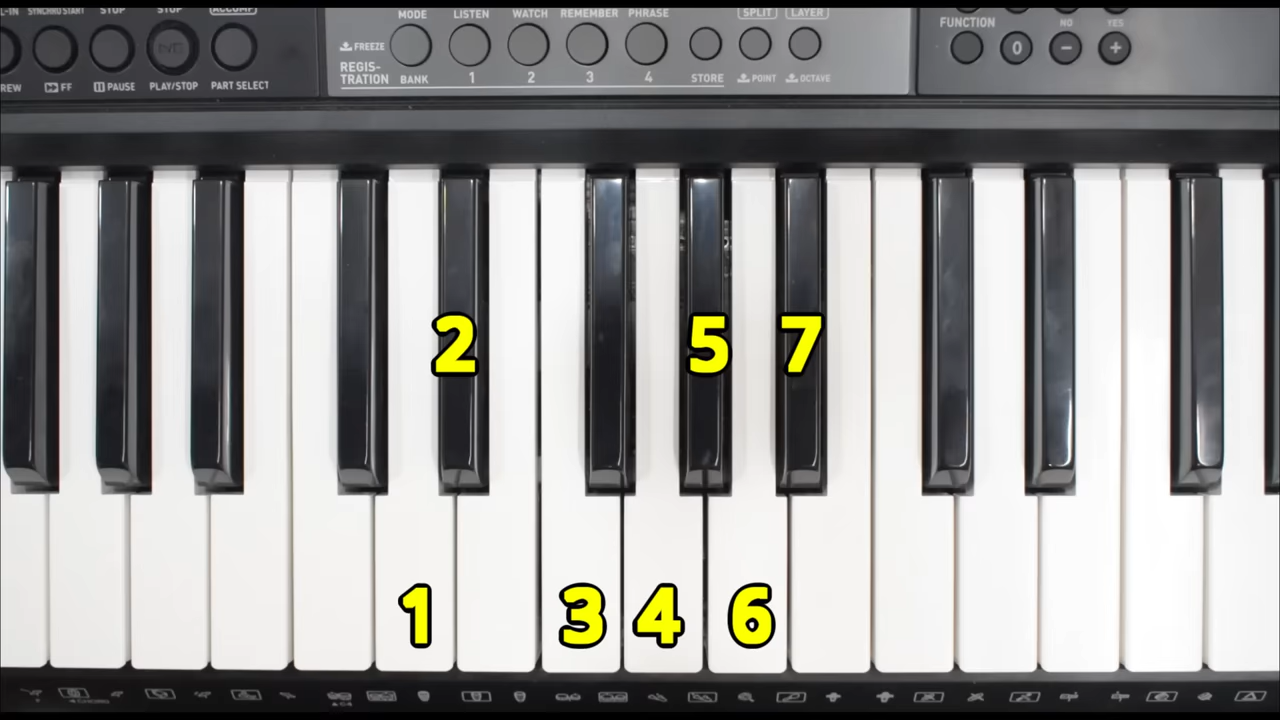 SYNCHRO START STOP STOP ACCOMP
REW FF PAUSE PLAY/STOP PART SELECT
MODE LISTEN WATCH REMEMBER PHRASE SPLIT LAYER
FREEZE
REGIS-
TRATION BANK 1 2 3 4 STORE POINT OCTAVE
FUNCTION NO YES
0 − +
2 5 7
1 3 4 6